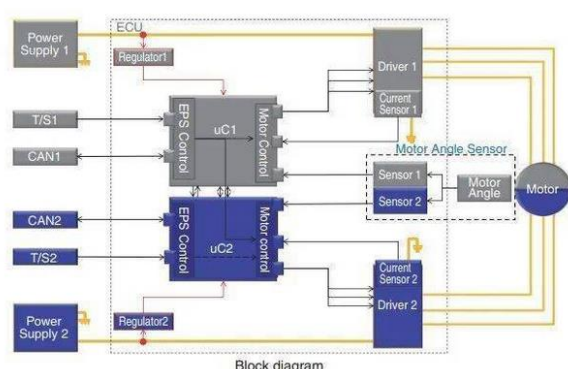 ECU
Power
Supply 1
Regulator1
Driver 1
Current
Sensor 1
T/S1
CAN1
EPS Control
uC1
Motor Control
Motor Angle Sensor
Sensor 1
Sensor 2
Motor
Angle
Motor
CAN2
T/S2
EPS Control
uC2
Motor control
Current
Sensor 2
Driver 2
Power
Supply 2
Regulator2
Block diagram